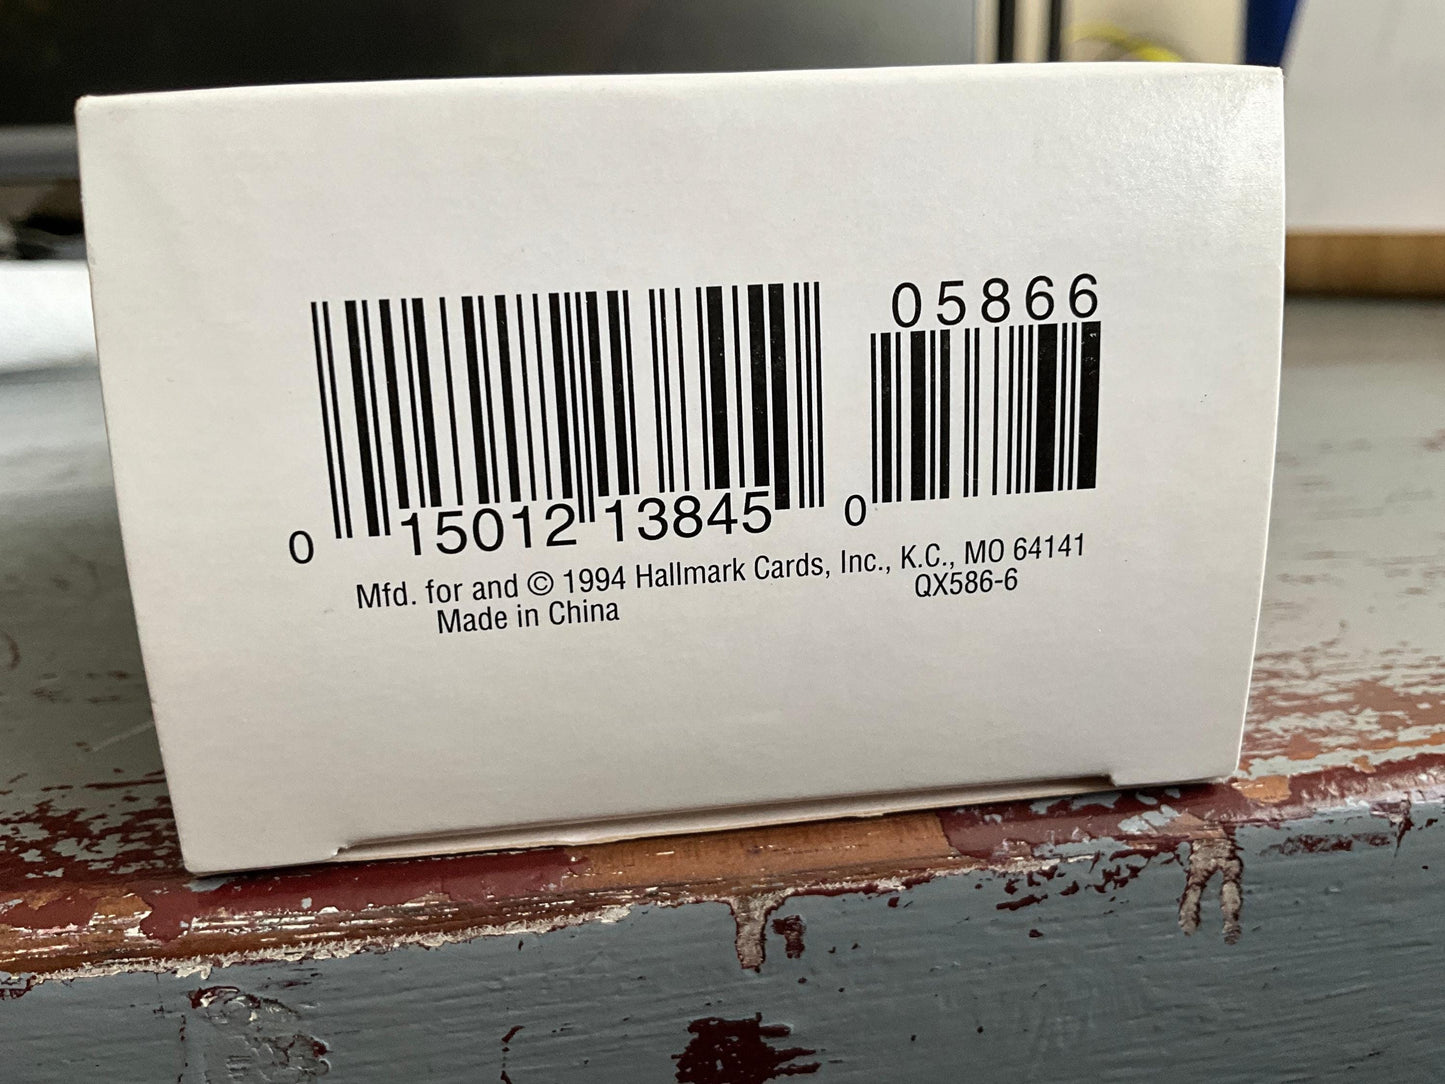 05866
0 15012 13845 0
Mfd. for and © 1994 Hallmark Cards, Inc., K.C., MO 64141
Made in China QX586-6